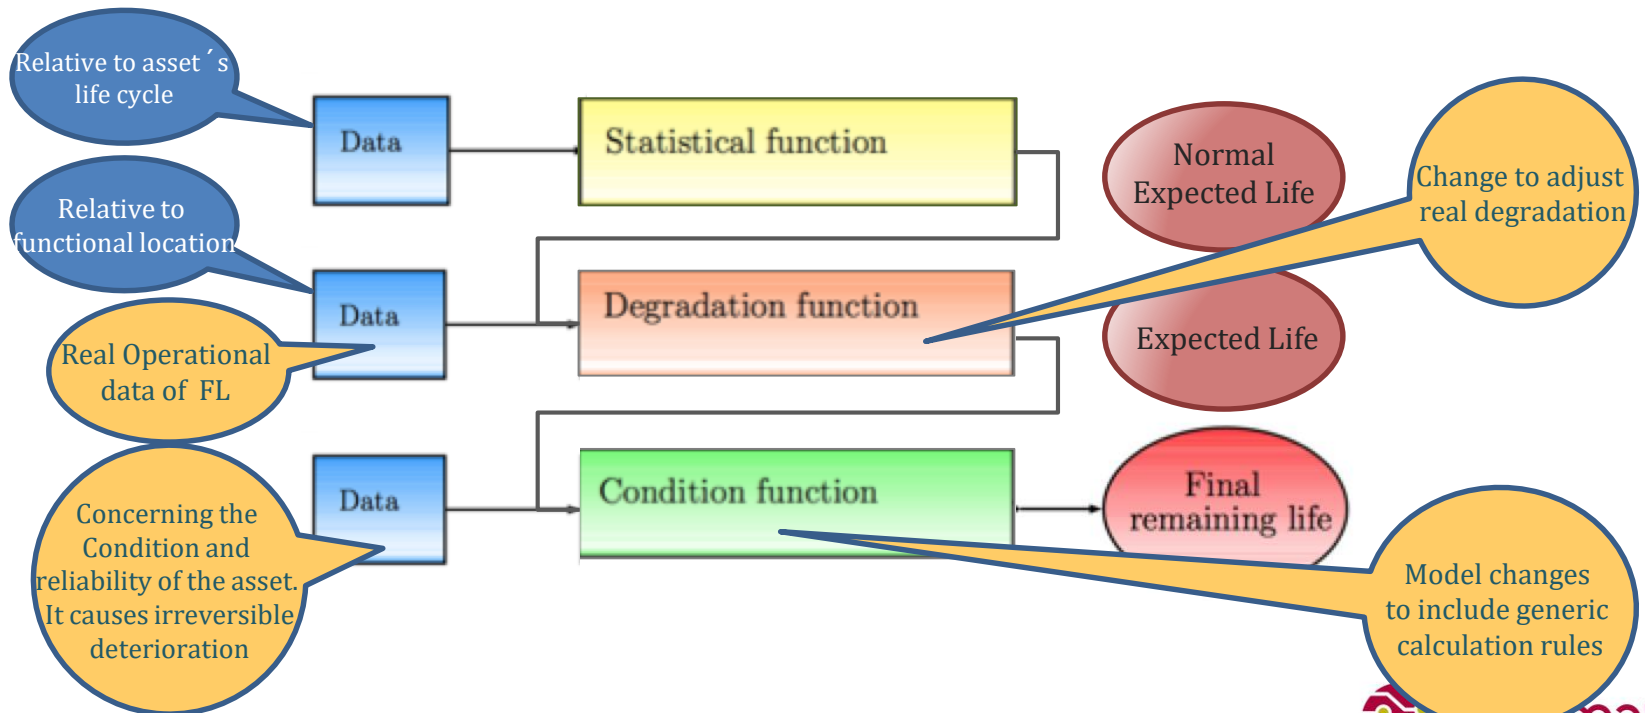 Relative to asset´s
life cycle
Data
Statistical function
Normal
Expected Life
Change to adjust
real degradation
Relative to
functional location
Data
Degradation function
Expected Life
Real Operational
data of FL
Data
Condition function
Final
remaining life
Concerning the
Condition and
reliability of the asset.
It causes irreversible
deterioration
Model changes
to include generic
calculation rules